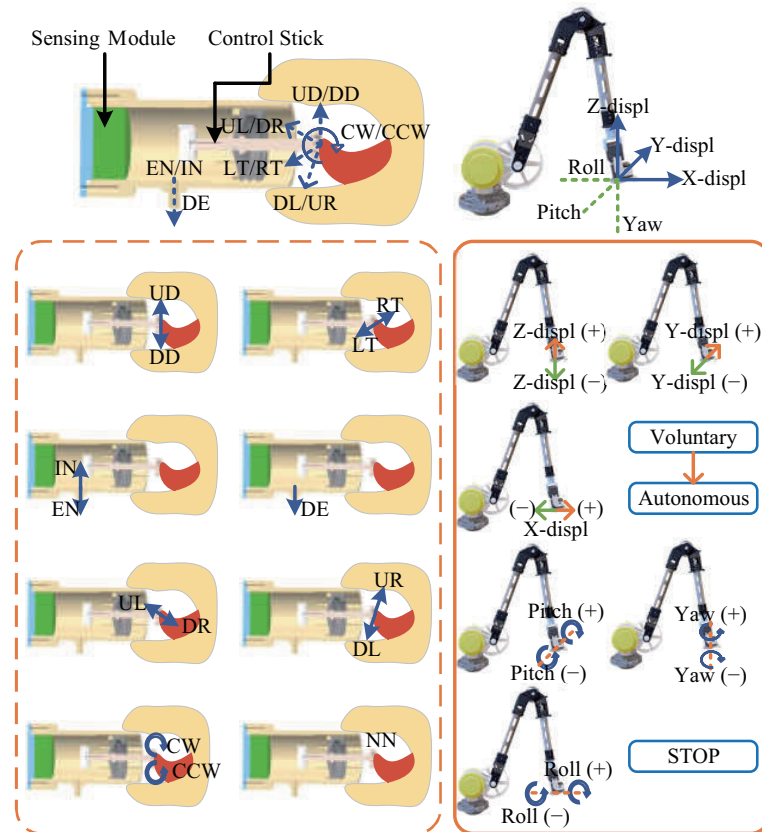 Sensing Module
Control Stick
UD/DD
UL/DR
CW/CCW
EN/IN
LT/RT
DE
DL/UR
Z-displ
Y-displ
Roll
X-displ
Pitch
Yaw
UD
DD
RT
LT
Z-displ (+)
Z-displ (−)
Y-displ (+)
Y-displ (−)
IN
EN
DE
(−)
(+)
X-displ
Voluntary
Autonomous
UL
DR
UR
DL
Pitch (+)
Pitch (−)
Yaw (+)
Yaw (−)
CW
CCW
NN
Roll (+)
Roll (−)
STOP